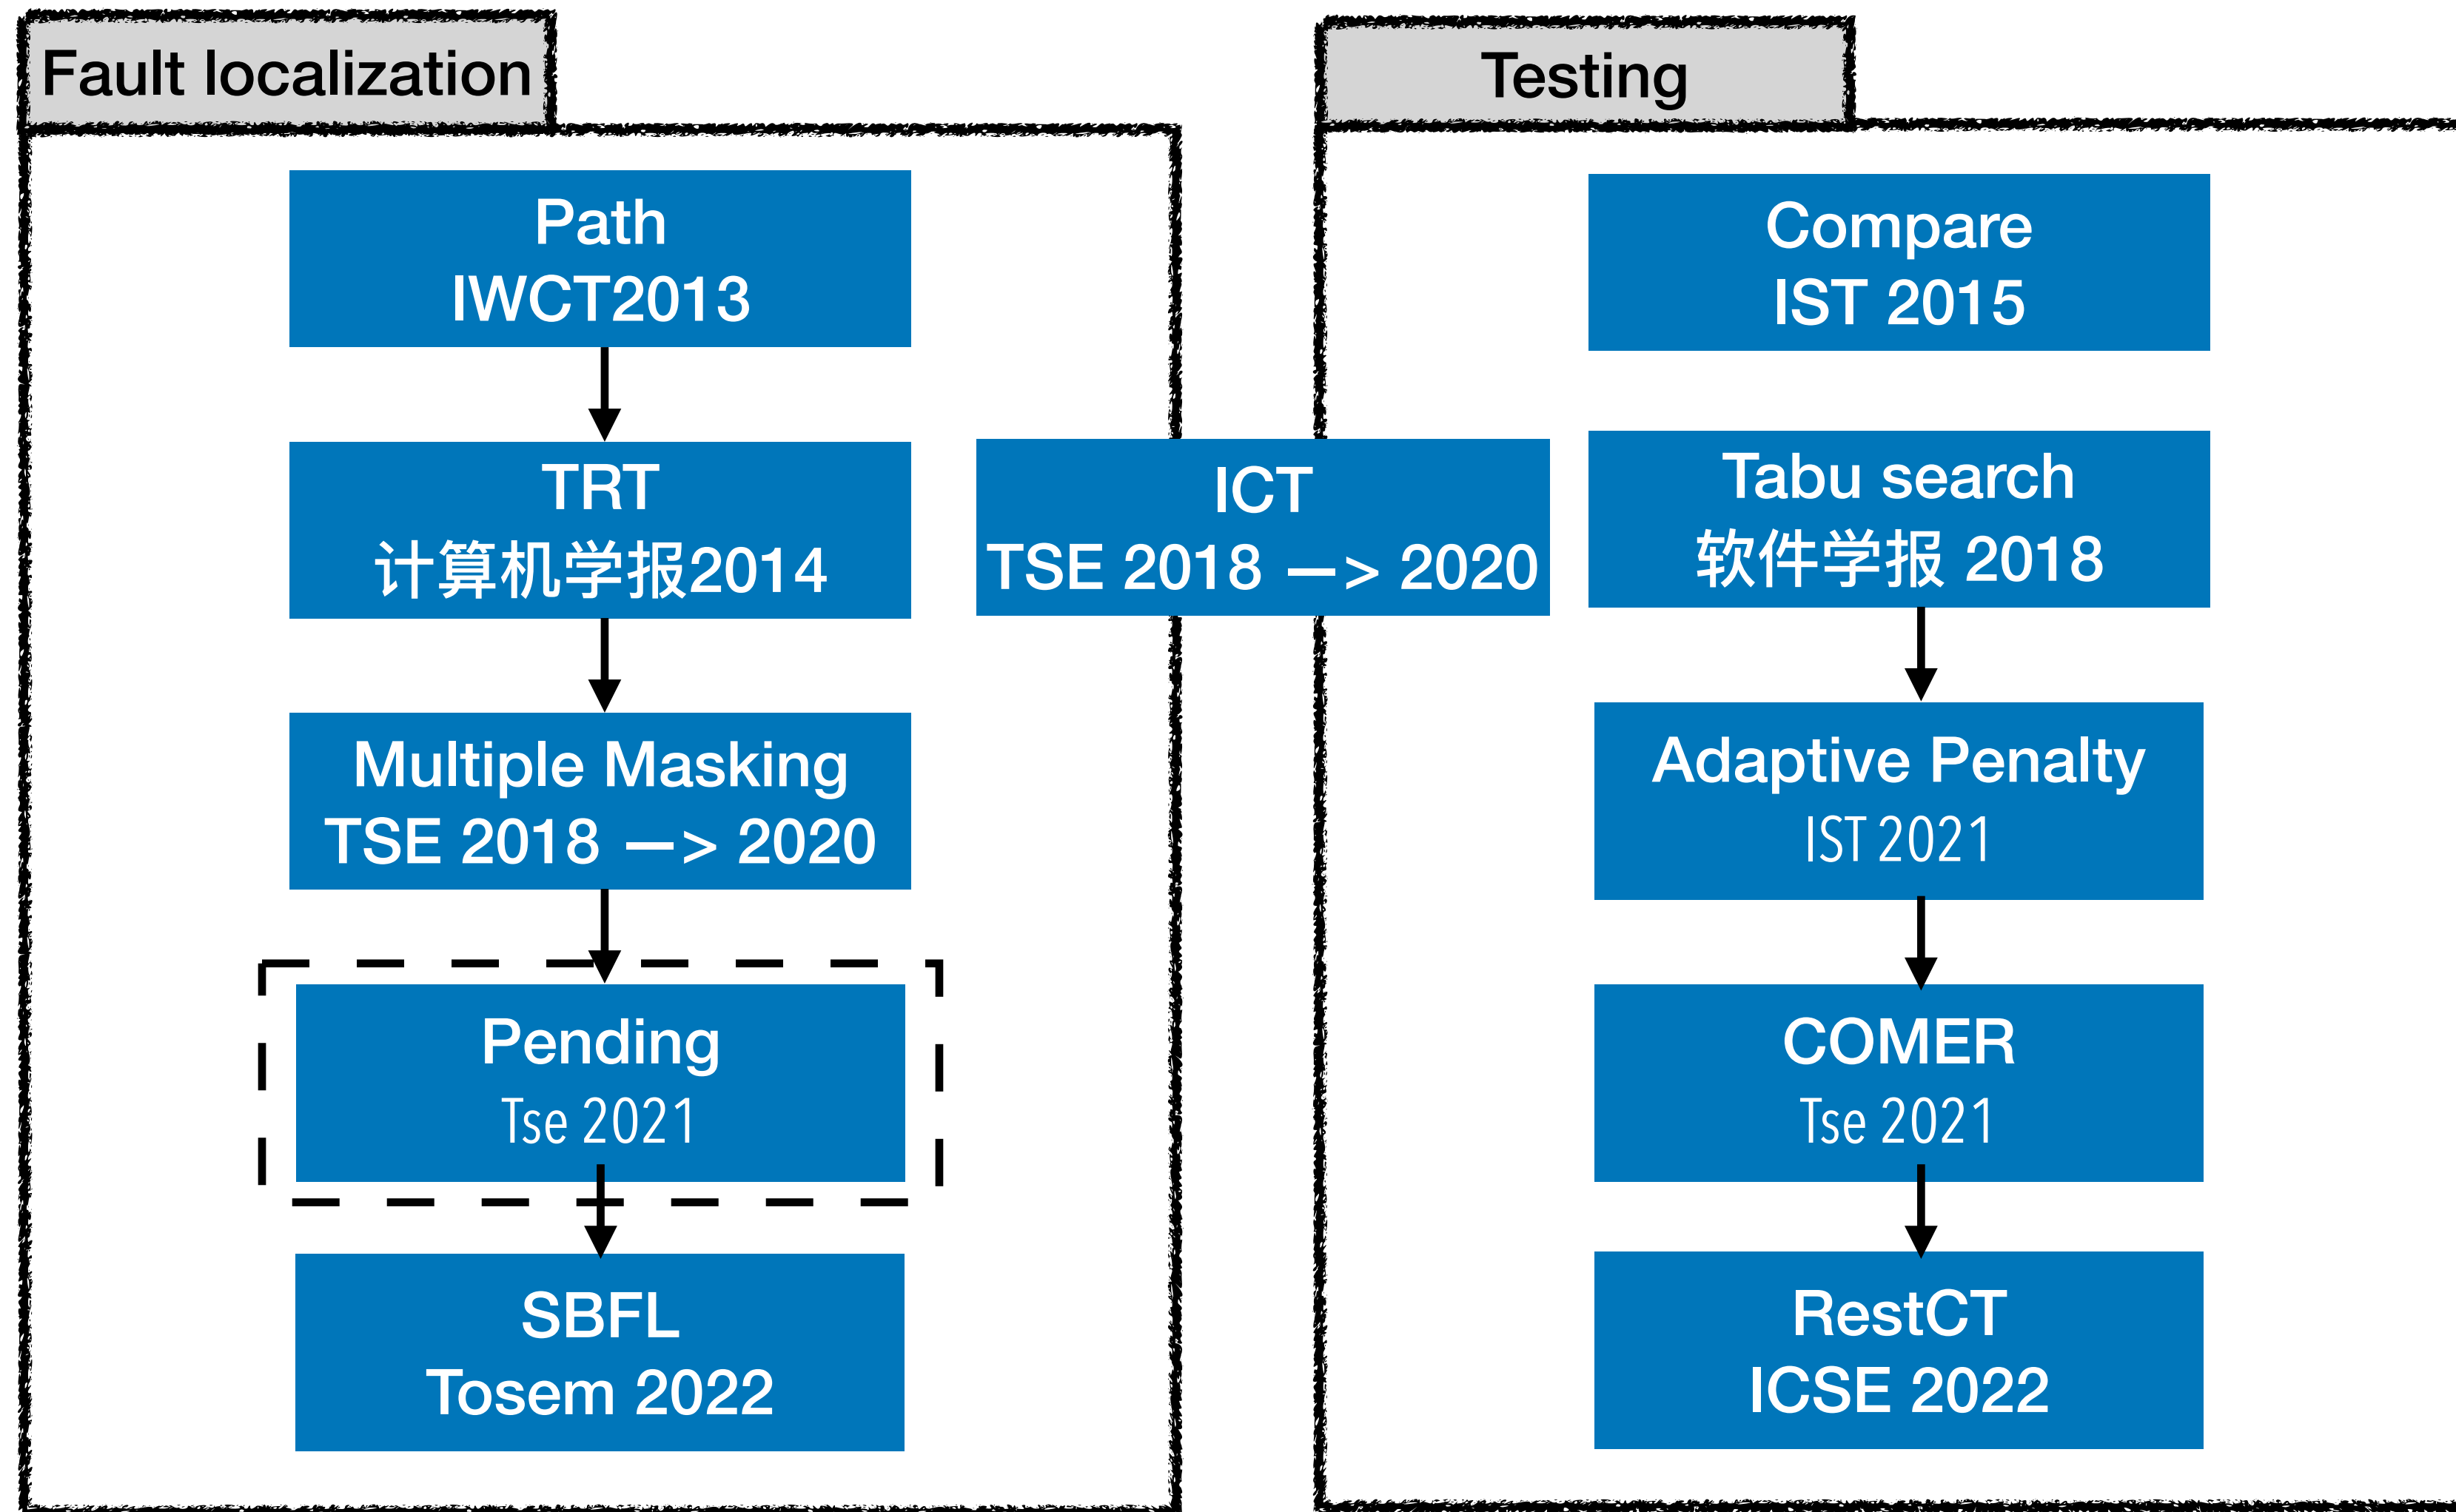 Fault localization
Path
IWCT2013
TRT
计算机学报2014
Multiple Masking
TSE 2018 —> 2020
Pending
Tse 2021
SBFL
Tosem 2022
ICT
TSE 2018 —> 2020
Testing
Compare
IST 2015
Tabu search
软件学报 2018
Adaptive Penalty
IST 2021
COMER
Tse 2021
RestCT
ICSE 2022